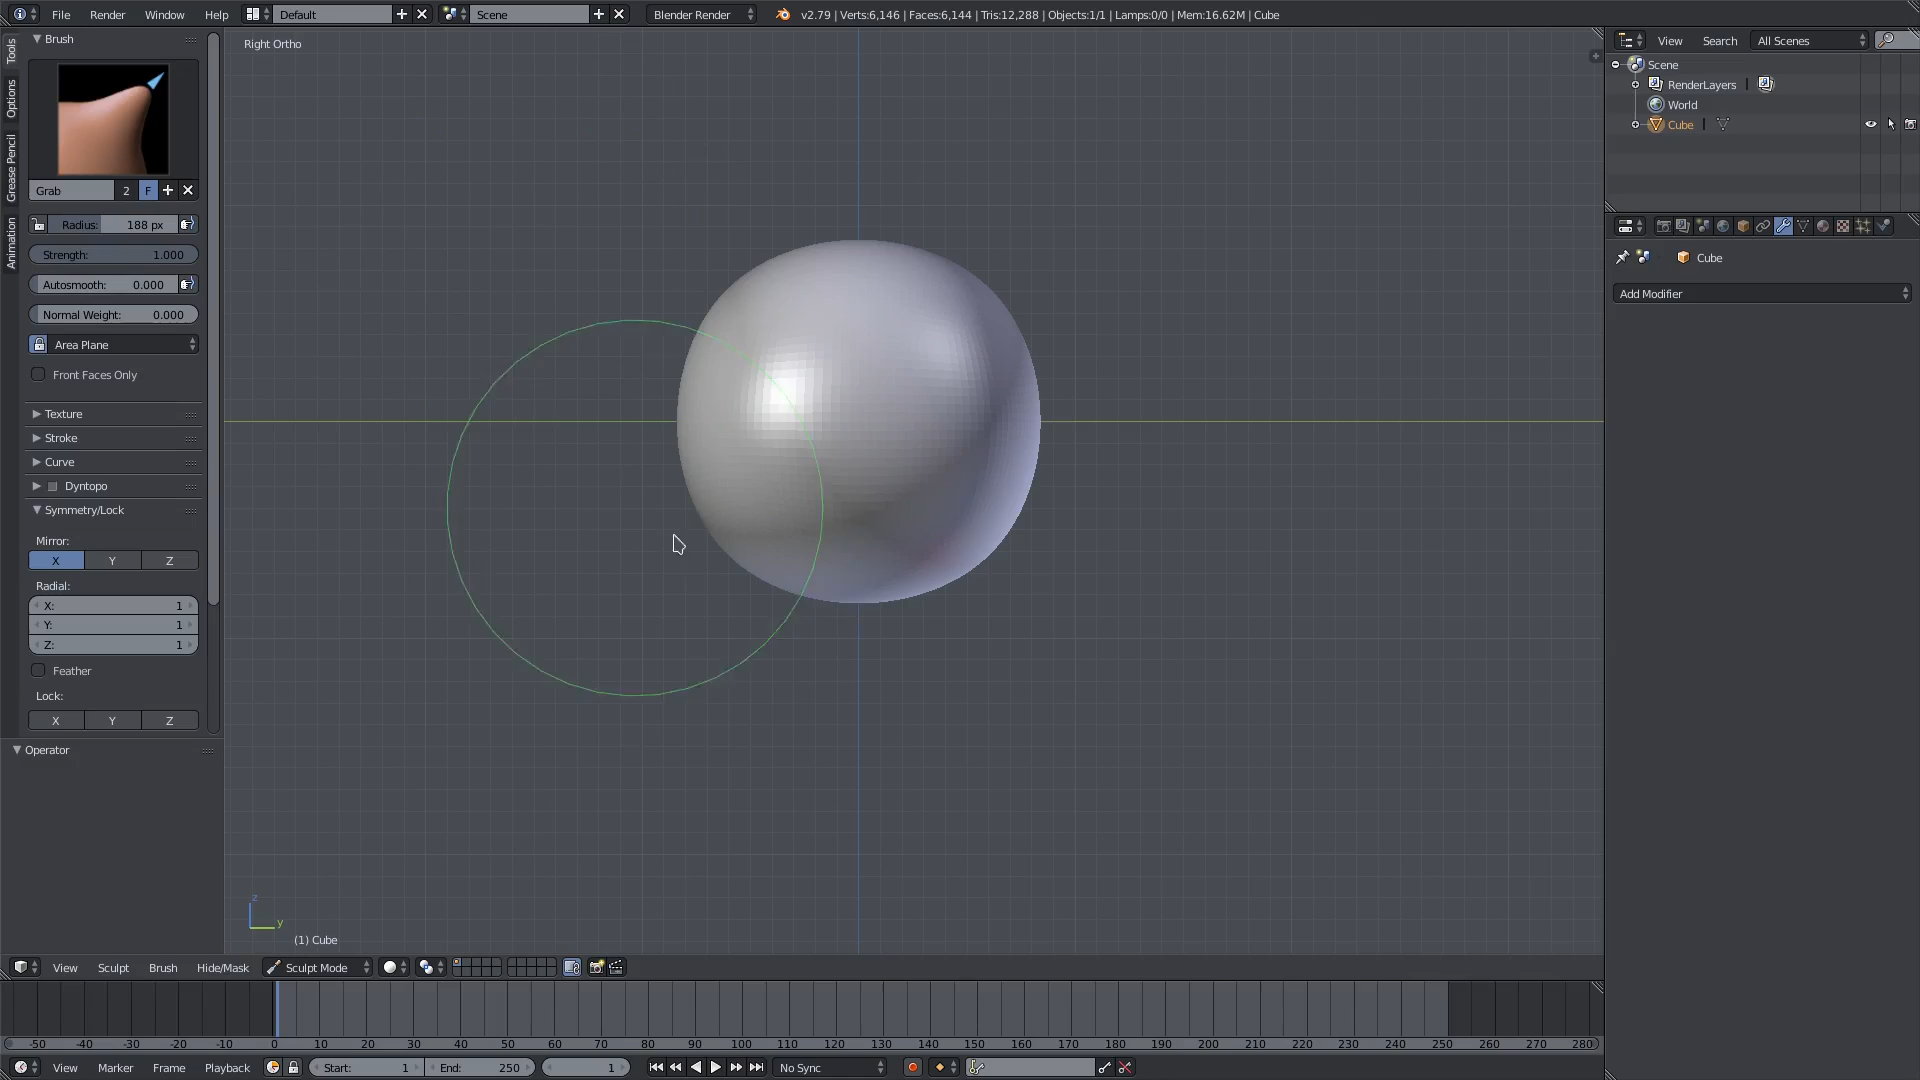 File Render Window Help Default Scene Blender Render v2.79 | Verts:6,146 | Faces:6,144 | Tris:12,288 | Objects:1/1 | Lamps:0/0 | Mem:16.62M | Cube
Tools
Options
Grease Pencil
Animation
Brush
Grab 2 F
Radius: 188 px
Strength: 1.000
Autosmooth: 0.000
Normal Weight: 0.000
Area Plane
Front Faces Only
Texture
Stroke
Curve
Dyntopo
Symmetry/Lock
Mirror:
X Y Z
Radial:
X: 1
Y: 1
Z: 1
Feather
Lock:
X Y Z
Operator
Right Ortho
z
y
(1) Cube
View Search All Scenes
Scene
RenderLayers |
World
Cube |
Cube
Add Modifier
View Sculpt Brush Hide/Mask Sculpt Mode
-50 -40 -30 -20 -10 0 10 20 30 40 50 60 70 80 90 100 110 120 130 140 150 160 170 180 190 200 210 220 230 240 250 260 270 280
View Marker Frame Playback Start: 1 End: 250 1 No Sync